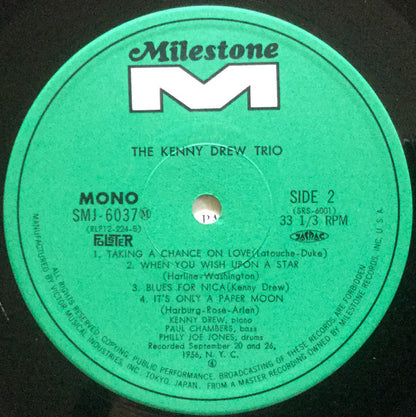 Milestone
M
THE KENNY DREW TRIO
MONO
SMJ-6037 Ⓜ
(RLP12-224-B)
POLSTER
SIDE 2
(SRS-6001)
33 1/3 RPM
JASRAC
1. TAKING A CHANCE ON LOVE(Latouche-Duke)
2. WHEN YOU WISH UPON A STAR
(Harline-Washington)
3. BLUES FOR NICA(Kenny Drew)
4. IT'S ONLY A PAPER MOON
(Harburg-Rose-Arlen)
KENNY DREW, piano
PAUL CHAMBERS, bass
PHILLY JOE JONES, drums
Recorded September 20 and 26,
1956, N. Y. C.
④
MANUFACTURED BY VICTOR MUSICAL INDUSTRIES INC. TOKYO, JAPAN. FROM A MASTER RECORDING OWNED BY MILESTONE RECORDS, INC. U.S.A.
UNAUTHORIZED COPYING, PUBLIC PERFORMANCE, BROADCASTING OF THESE RECORDS ARE FORBIDDEN.